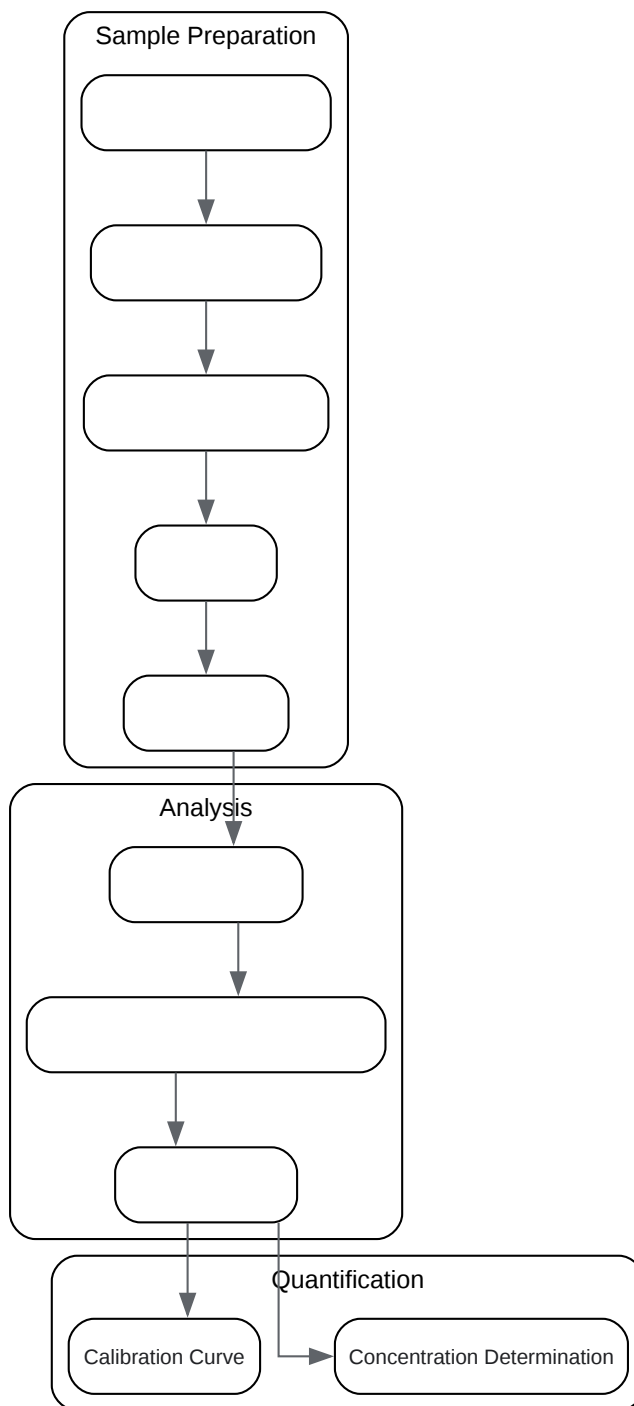 Sample Preparation
Analysis
Quantification
Calibration Curve
Concentration Determination